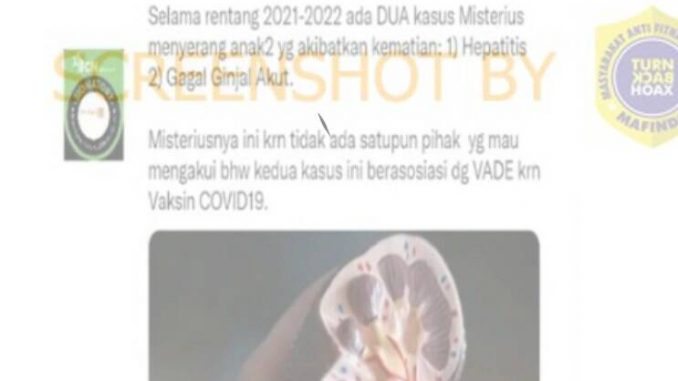 Selama rentang 2021-2022 ada DUA kasus Misterius
menyerang anak2 yg akibatkan kematian: 1) Hepatitis
2) Gagal Ginjal Akut.
SCREENSHOT BY
Misteriusnya ini krn tidak ada satupun pihak yg mau
mengakui bhw kedua kasus ini berasosiasi dg VADE krn
Vaksin COVID19.
MASYARAKAT ANTI FITNAH
TURN
BACK
HOAX
MAFINDO